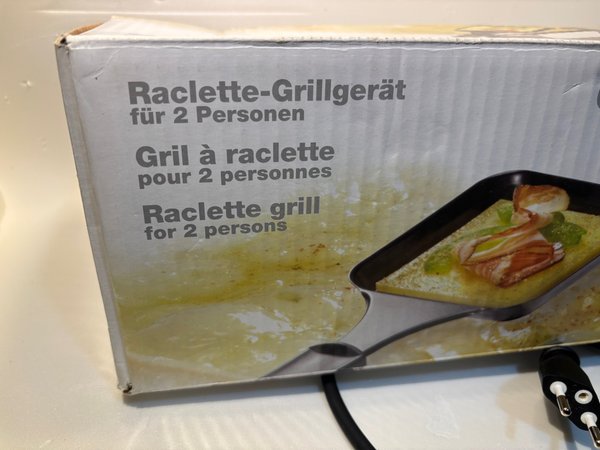 Raclette-Grillgerät
für 2 Personen
Gril à raclette
pour 2 personnes
Raclette grill
for 2 persons